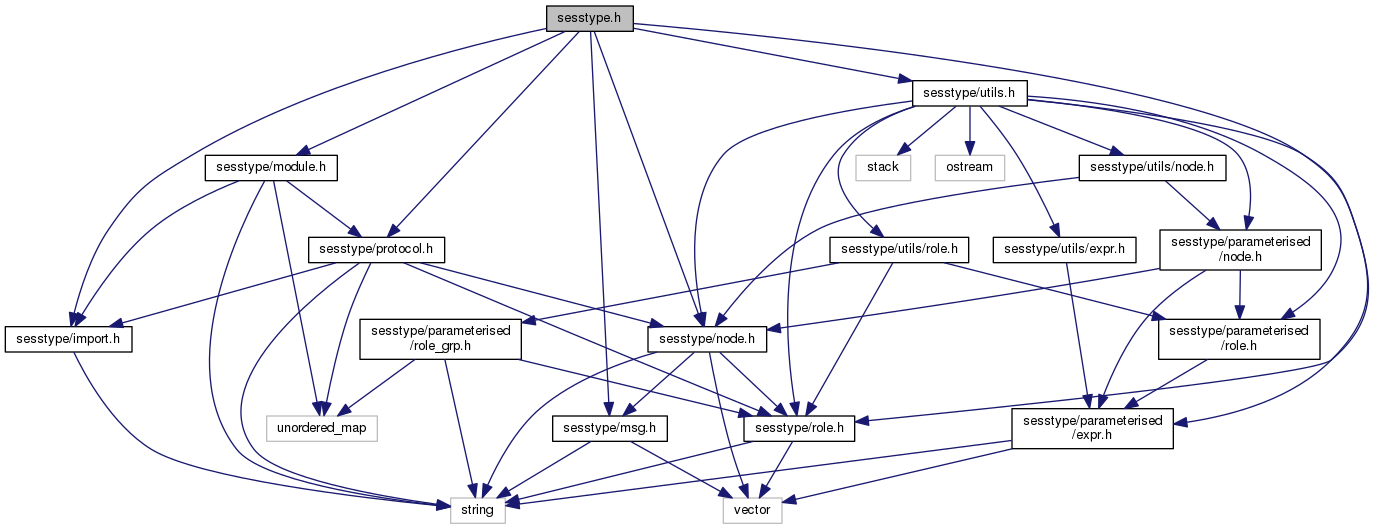 sesstype.h
sesstype/utils.h
sesstype/module.h
stack
ostream
sesstype/utils/node.h
sesstype/protocol.h
sesstype/utils/role.h
sesstype/utils/expr.h
sesstype/parameterised
/node.h
sesstype/import.h
sesstype/parameterised
/role_grp.h
sesstype/node.h
sesstype/parameterised
/role.h
unordered_map
sesstype/msg.h
sesstype/role.h
sesstype/parameterised
/expr.h
string
vector